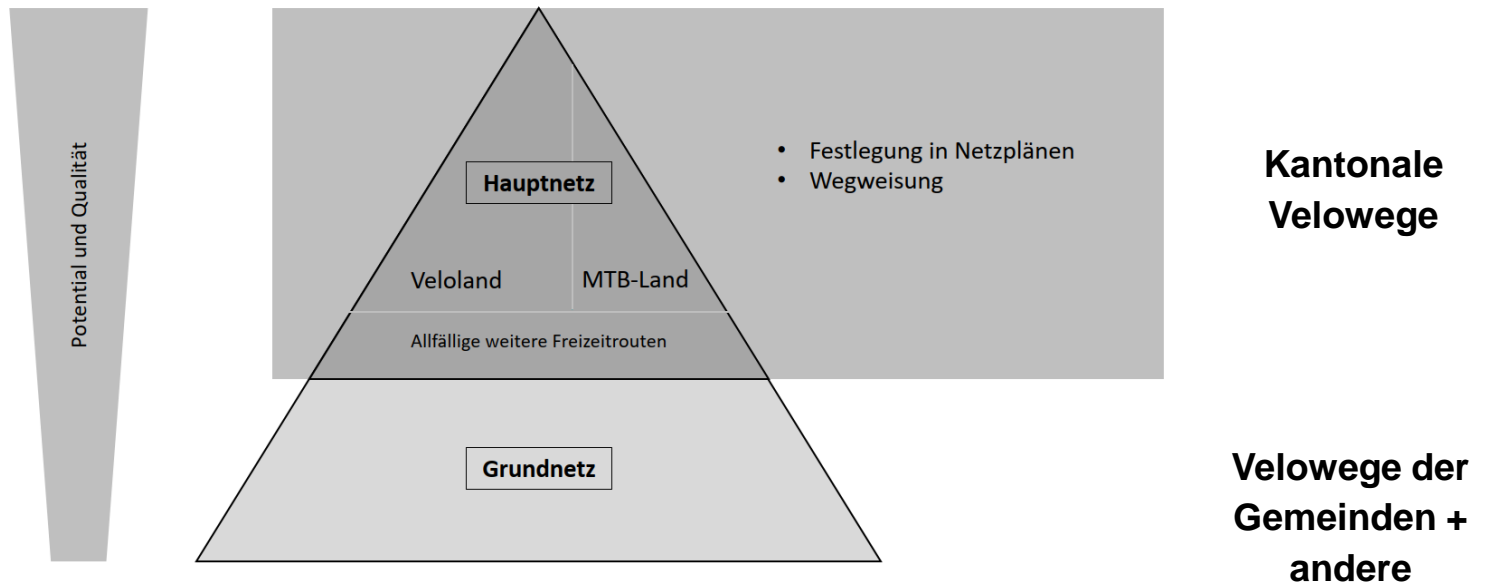 Potential und Qualität
Hauptnetz
Veloland
MTB-Land
Allfällige weitere Freizeitrouten
Grundnetz
• Festlegung in Netzplänen
• Wegweisung
Kantonale
Velowege
Velowege der
Gemeinden +
andere